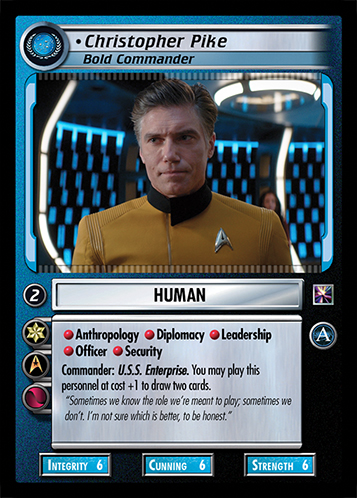 • Christopher Pike
Bold Commander
2
HUMAN
• Anthropology • Diplomacy • Leadership
• Officer • Security
A
Commander: U.S.S. Enterprise. You may play this
personnel at cost +1 to draw two cards.
"Sometimes we know the role we're meant to play; sometimes we
don't. I'm not sure which is better, to be honest."
INTEGRITY 6
CUNNING 6
STRENGTH 6